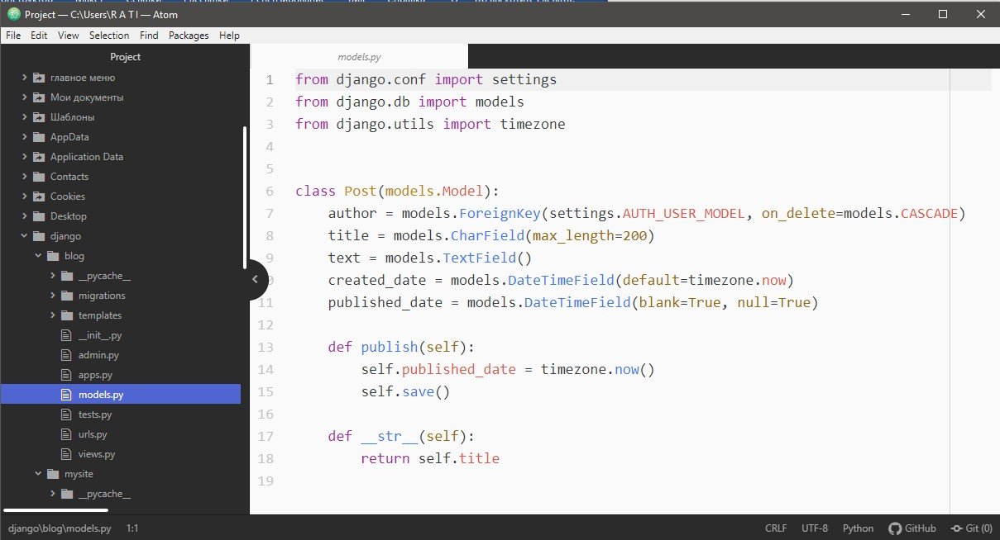 Project — C:\Users\R A T I — Atom
File Edit View Selection Find Packages Help
Project
главное меню
Мои документы
Шаблоны
AppData
Application Data
Contacts
Cookies
Desktop
django
blog
__pycache__
migrations
templates
__init__.py
admin.py
apps.py
models.py
tests.py
urls.py
views.py
mysite
__pycache__
models.py
1 from django.conf import settings
2 from django.db import models
3 from django.utils import timezone
4
5
6 class Post(models.Model):
7 author = models.ForeignKey(settings.AUTH_USER_MODEL, on_delete=models.CASCADE)
8 title = models.CharField(max_length=200)
9 text = models.TextField()
0 created_date = models.DateTimeField(default=timezone.now)
11 published_date = models.DateTimeField(blank=True, null=True)
12
13 def publish(self):
14 self.published_date = timezone.now()
15 self.save()
16
17 def __str__(self):
18 return self.title
19
django\blog\models.py 1:1 CRLF UTF-8 Python GitHub Git (0)